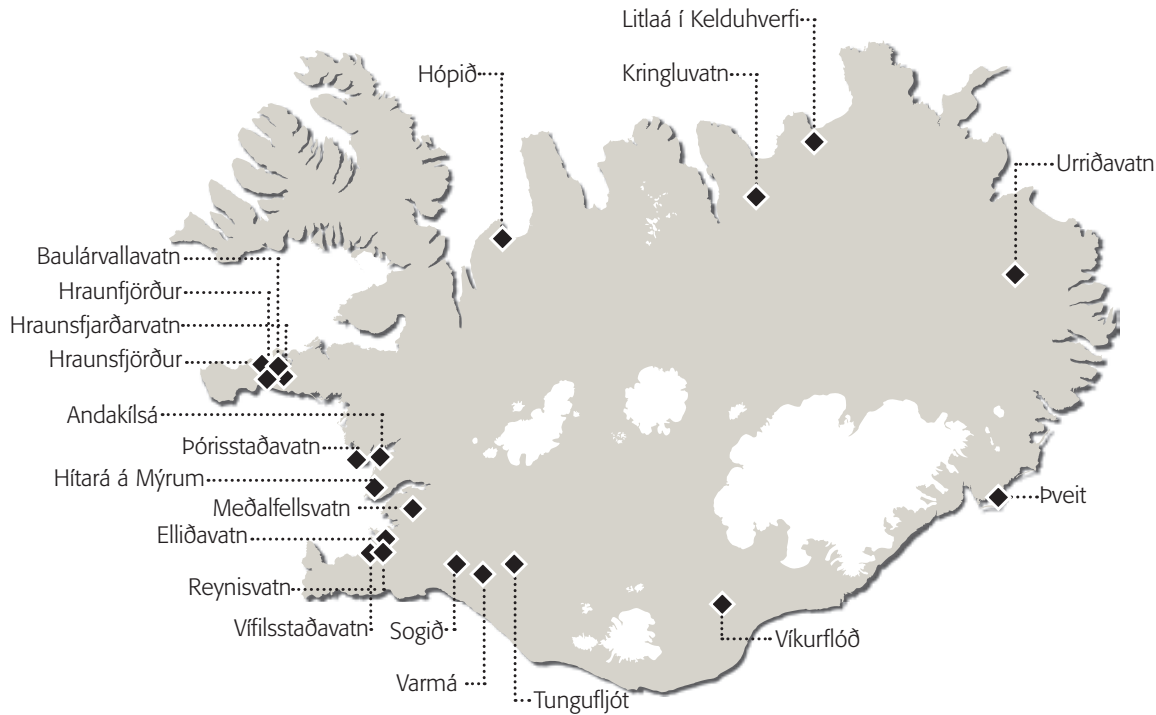 Litlaá í Kelduhverfi
Hópið
Kringluvatn
Urriðavatn
Baulárvallavatn
Hraunfjörður
Hraunsfjarðarvatn
Hraunsfjörður
Andakílsá
Þórisstaðavatn
Hítará á Mýrum
Meðalfellsvatn
Þveit
Elliðavatn
Reynisvatn
Vífilsstaðavatn
Sogið
Víkurflóð
Varmá
Tungufljót